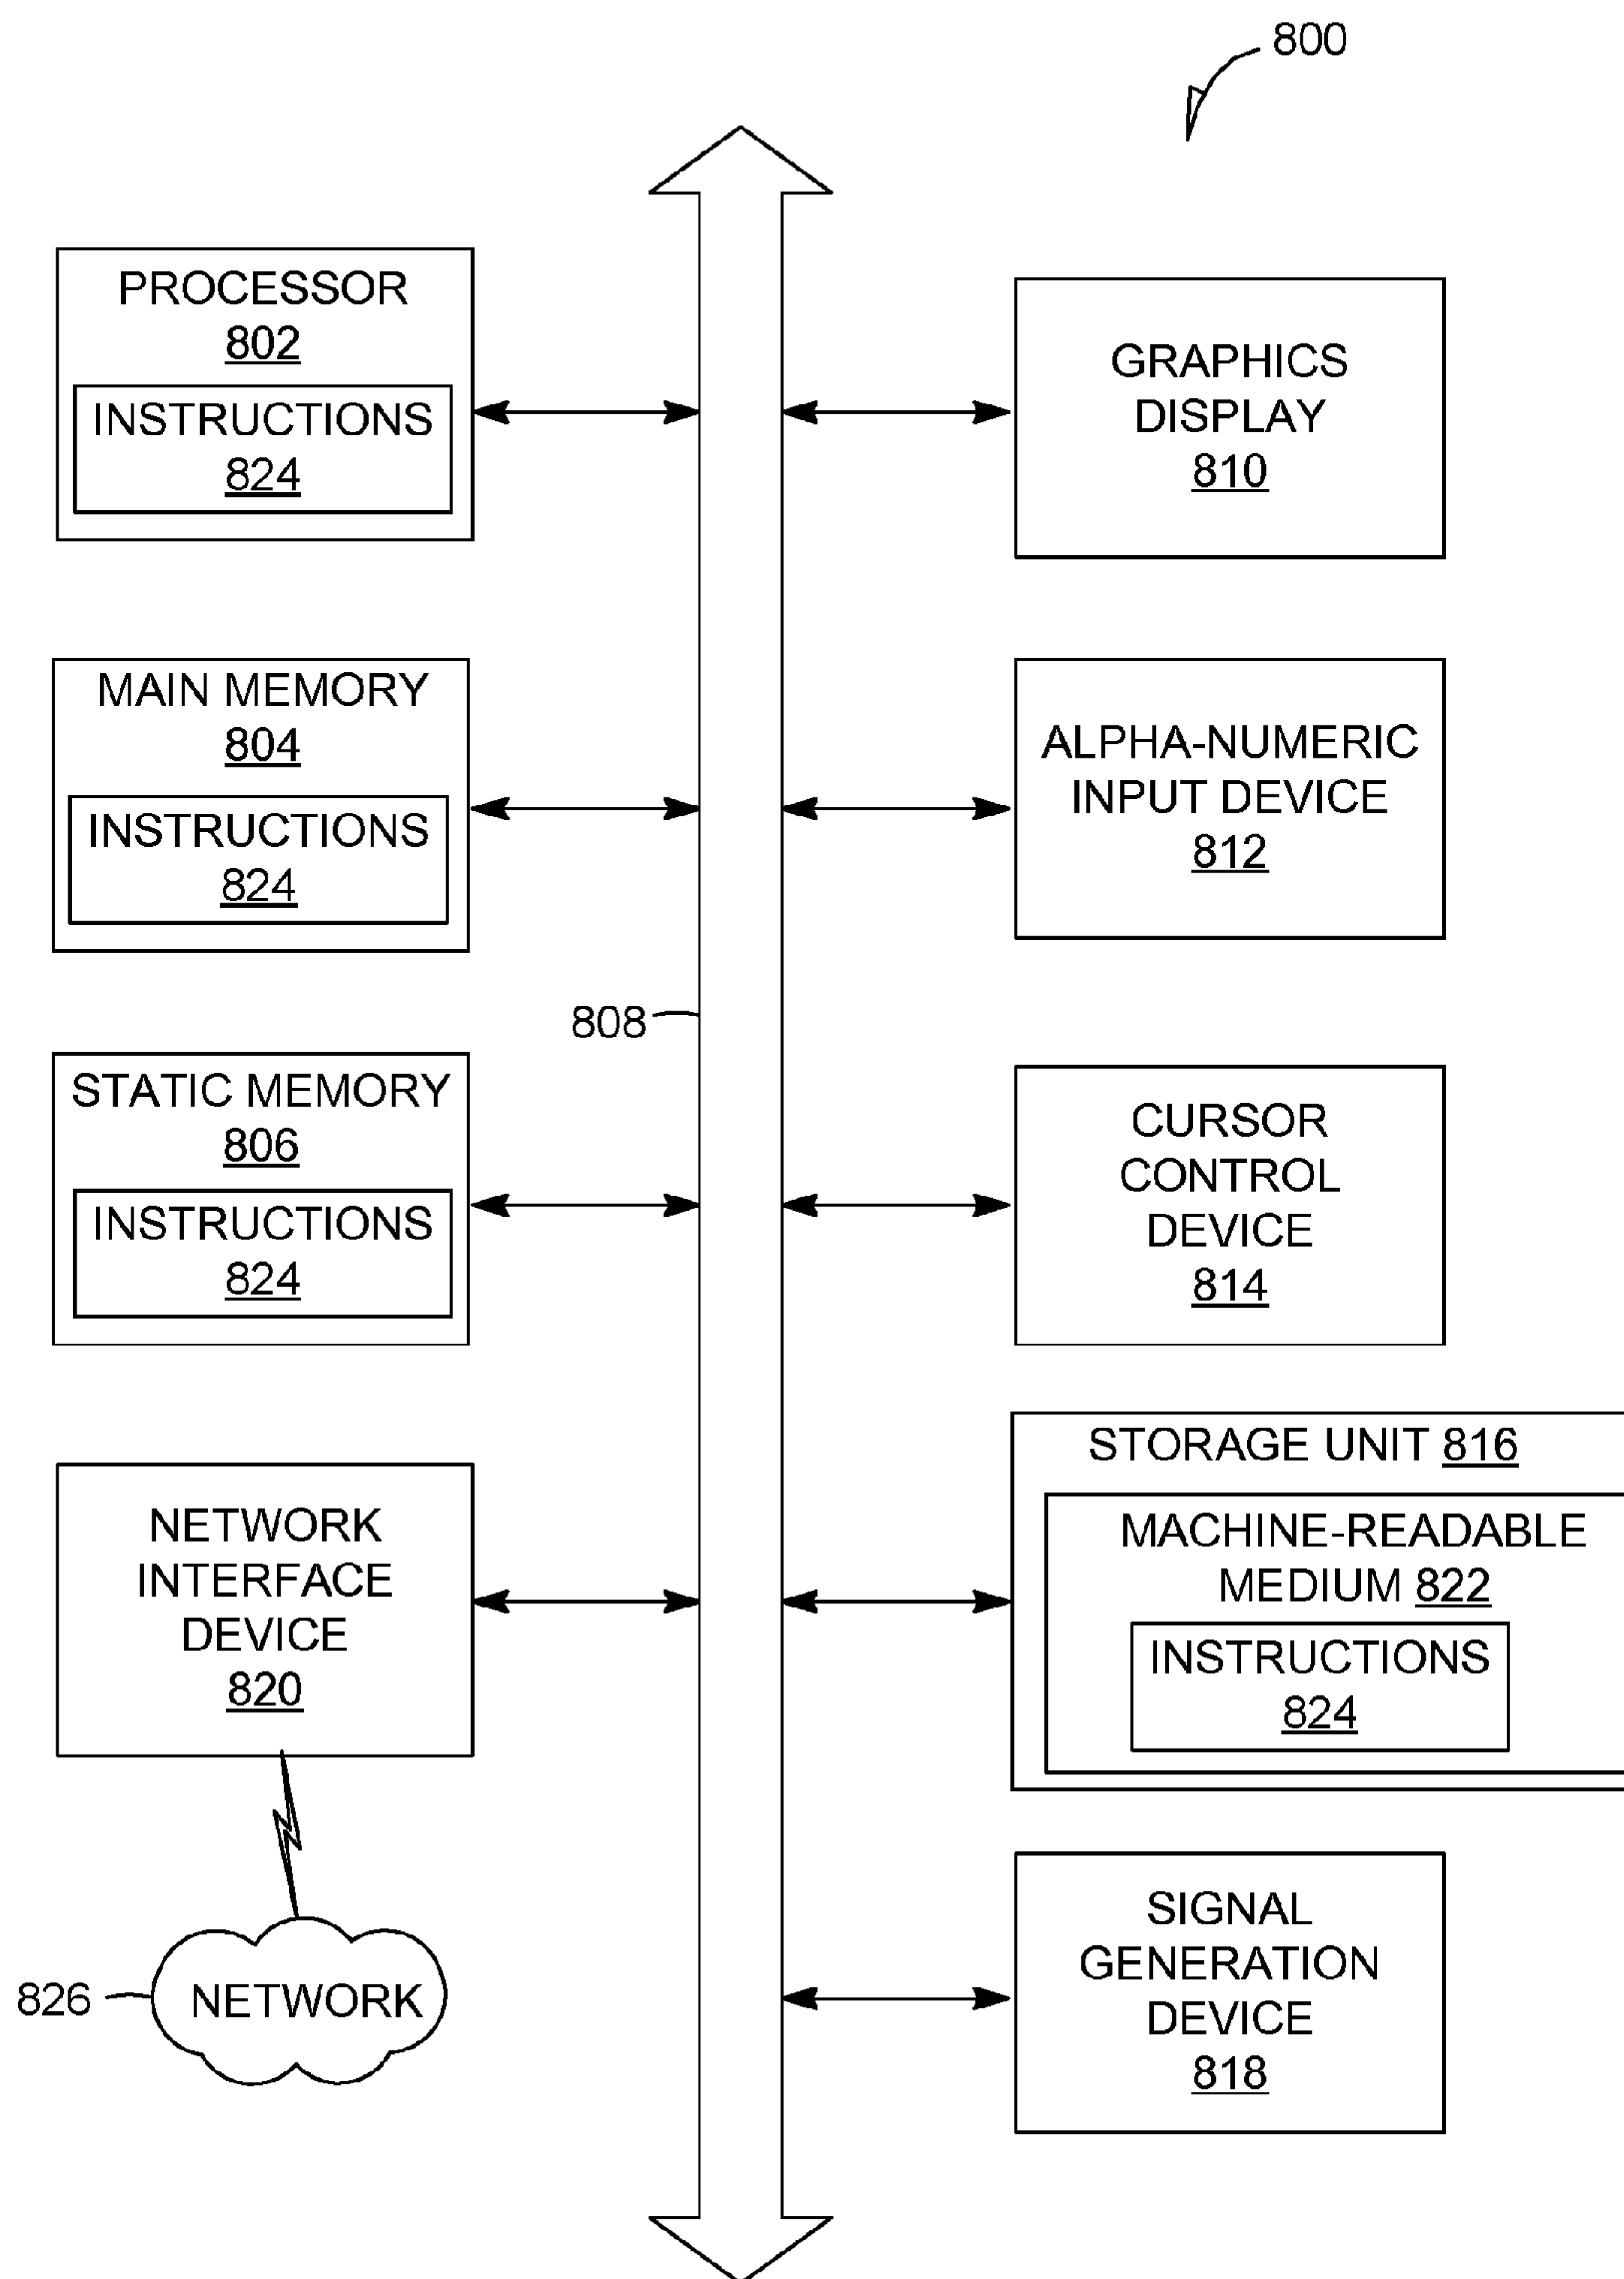 800
PROCESSOR
802
INSTRUCTIONS
824
GRAPHICS
DISPLAY
810
MAIN MEMORY
804
INSTRUCTIONS
824
ALPHA-NUMERIC
INPUT DEVICE
812
808
STATIC MEMORY
806
INSTRUCTIONS
824
CURSOR
CONTROL
DEVICE
814
NETWORK
INTERFACE
DEVICE
820
STORAGE UNIT 816
MACHINE-READABLE
MEDIUM 822
INSTRUCTIONS
824
826
NETWORK
SIGNAL
GENERATION
DEVICE
818